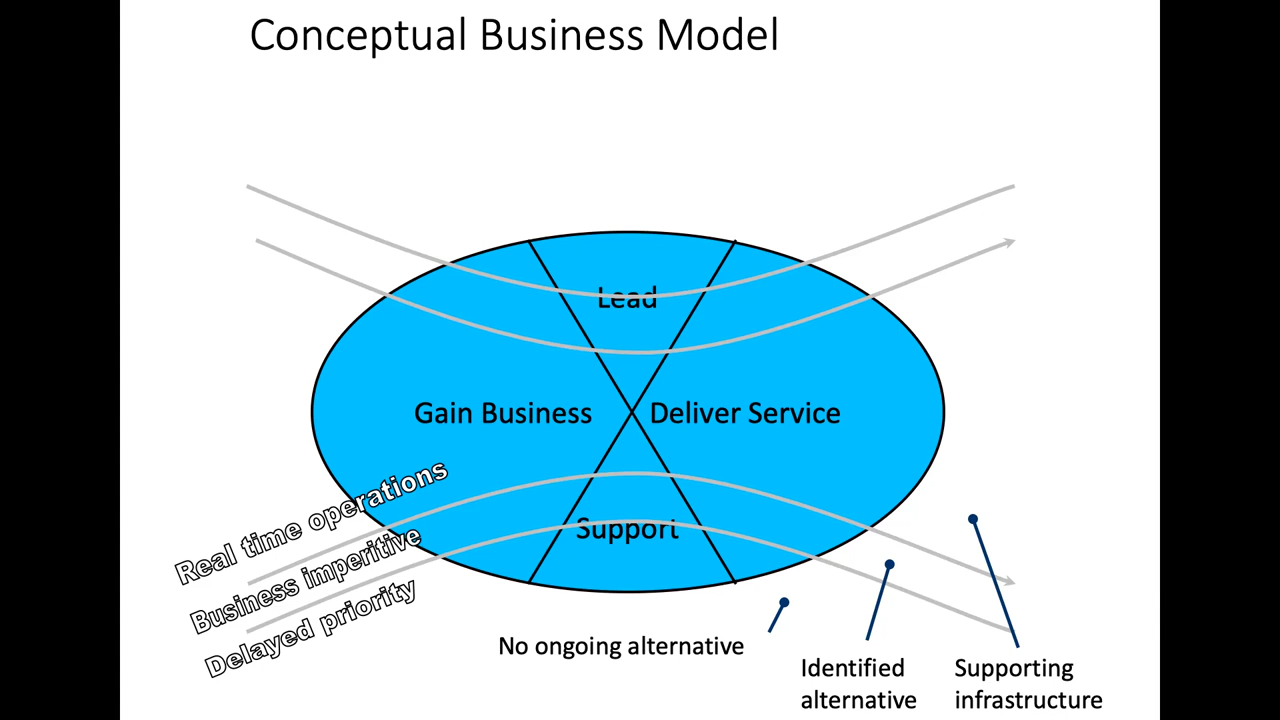 Conceptual Business Model
Lead
Gain Business
Deliver Service
Support
Real time operations
Business imperitive
Delayed priority
No ongoing alternative
Identified
alternative
Supporting
infrastructure